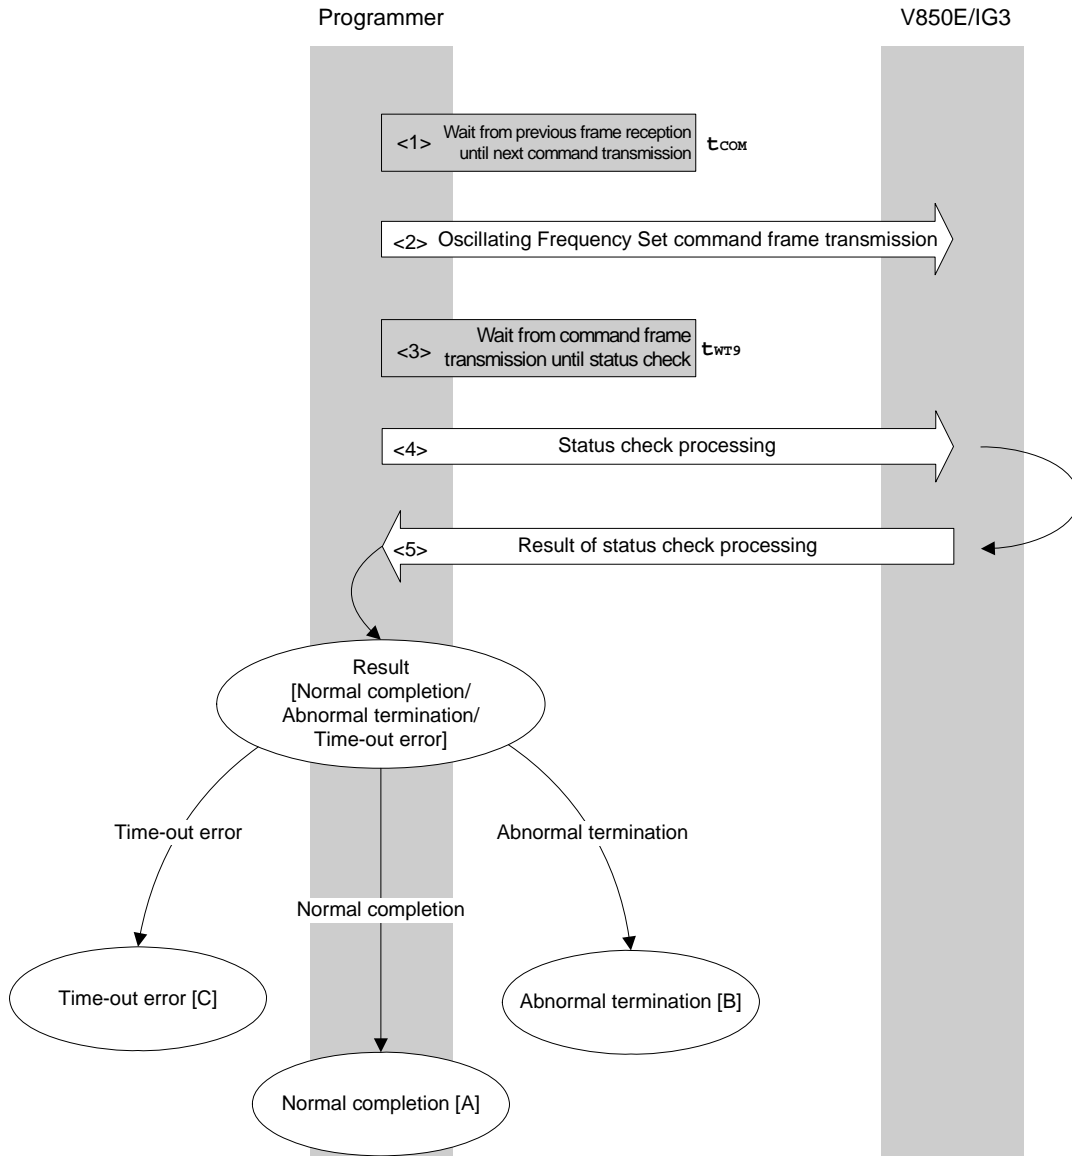 Programmer
V850E/IG3
<1> Wait from previous frame reception
until next command transmission
tCOM
<2> Oscillating Frequency Set command frame transmission
Wait from command frame
<3> transmission until status check
tWT9
<4> Status check processing
<5> Result of status check processing
Result
[Normal completion/
Abnormal termination/
Time-out error]
Time-out error
Abnormal termination
Normal completion
Time-out error [C]
Abnormal termination [B]
Normal completion [A]